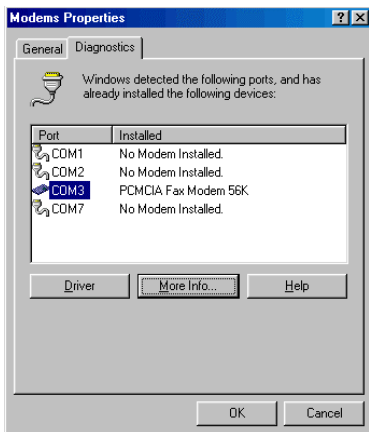 Modems Properties
General Diagnostics
Windows detected the following ports, and has
already installed the following devices:
Port Installed
COM1 No Modem Installed.
COM2 No Modem Installed.
COM3 PCMCIA Fax Modem 56K
COM7 No Modem Installed.
Driver More Info... Help
OK Cancel